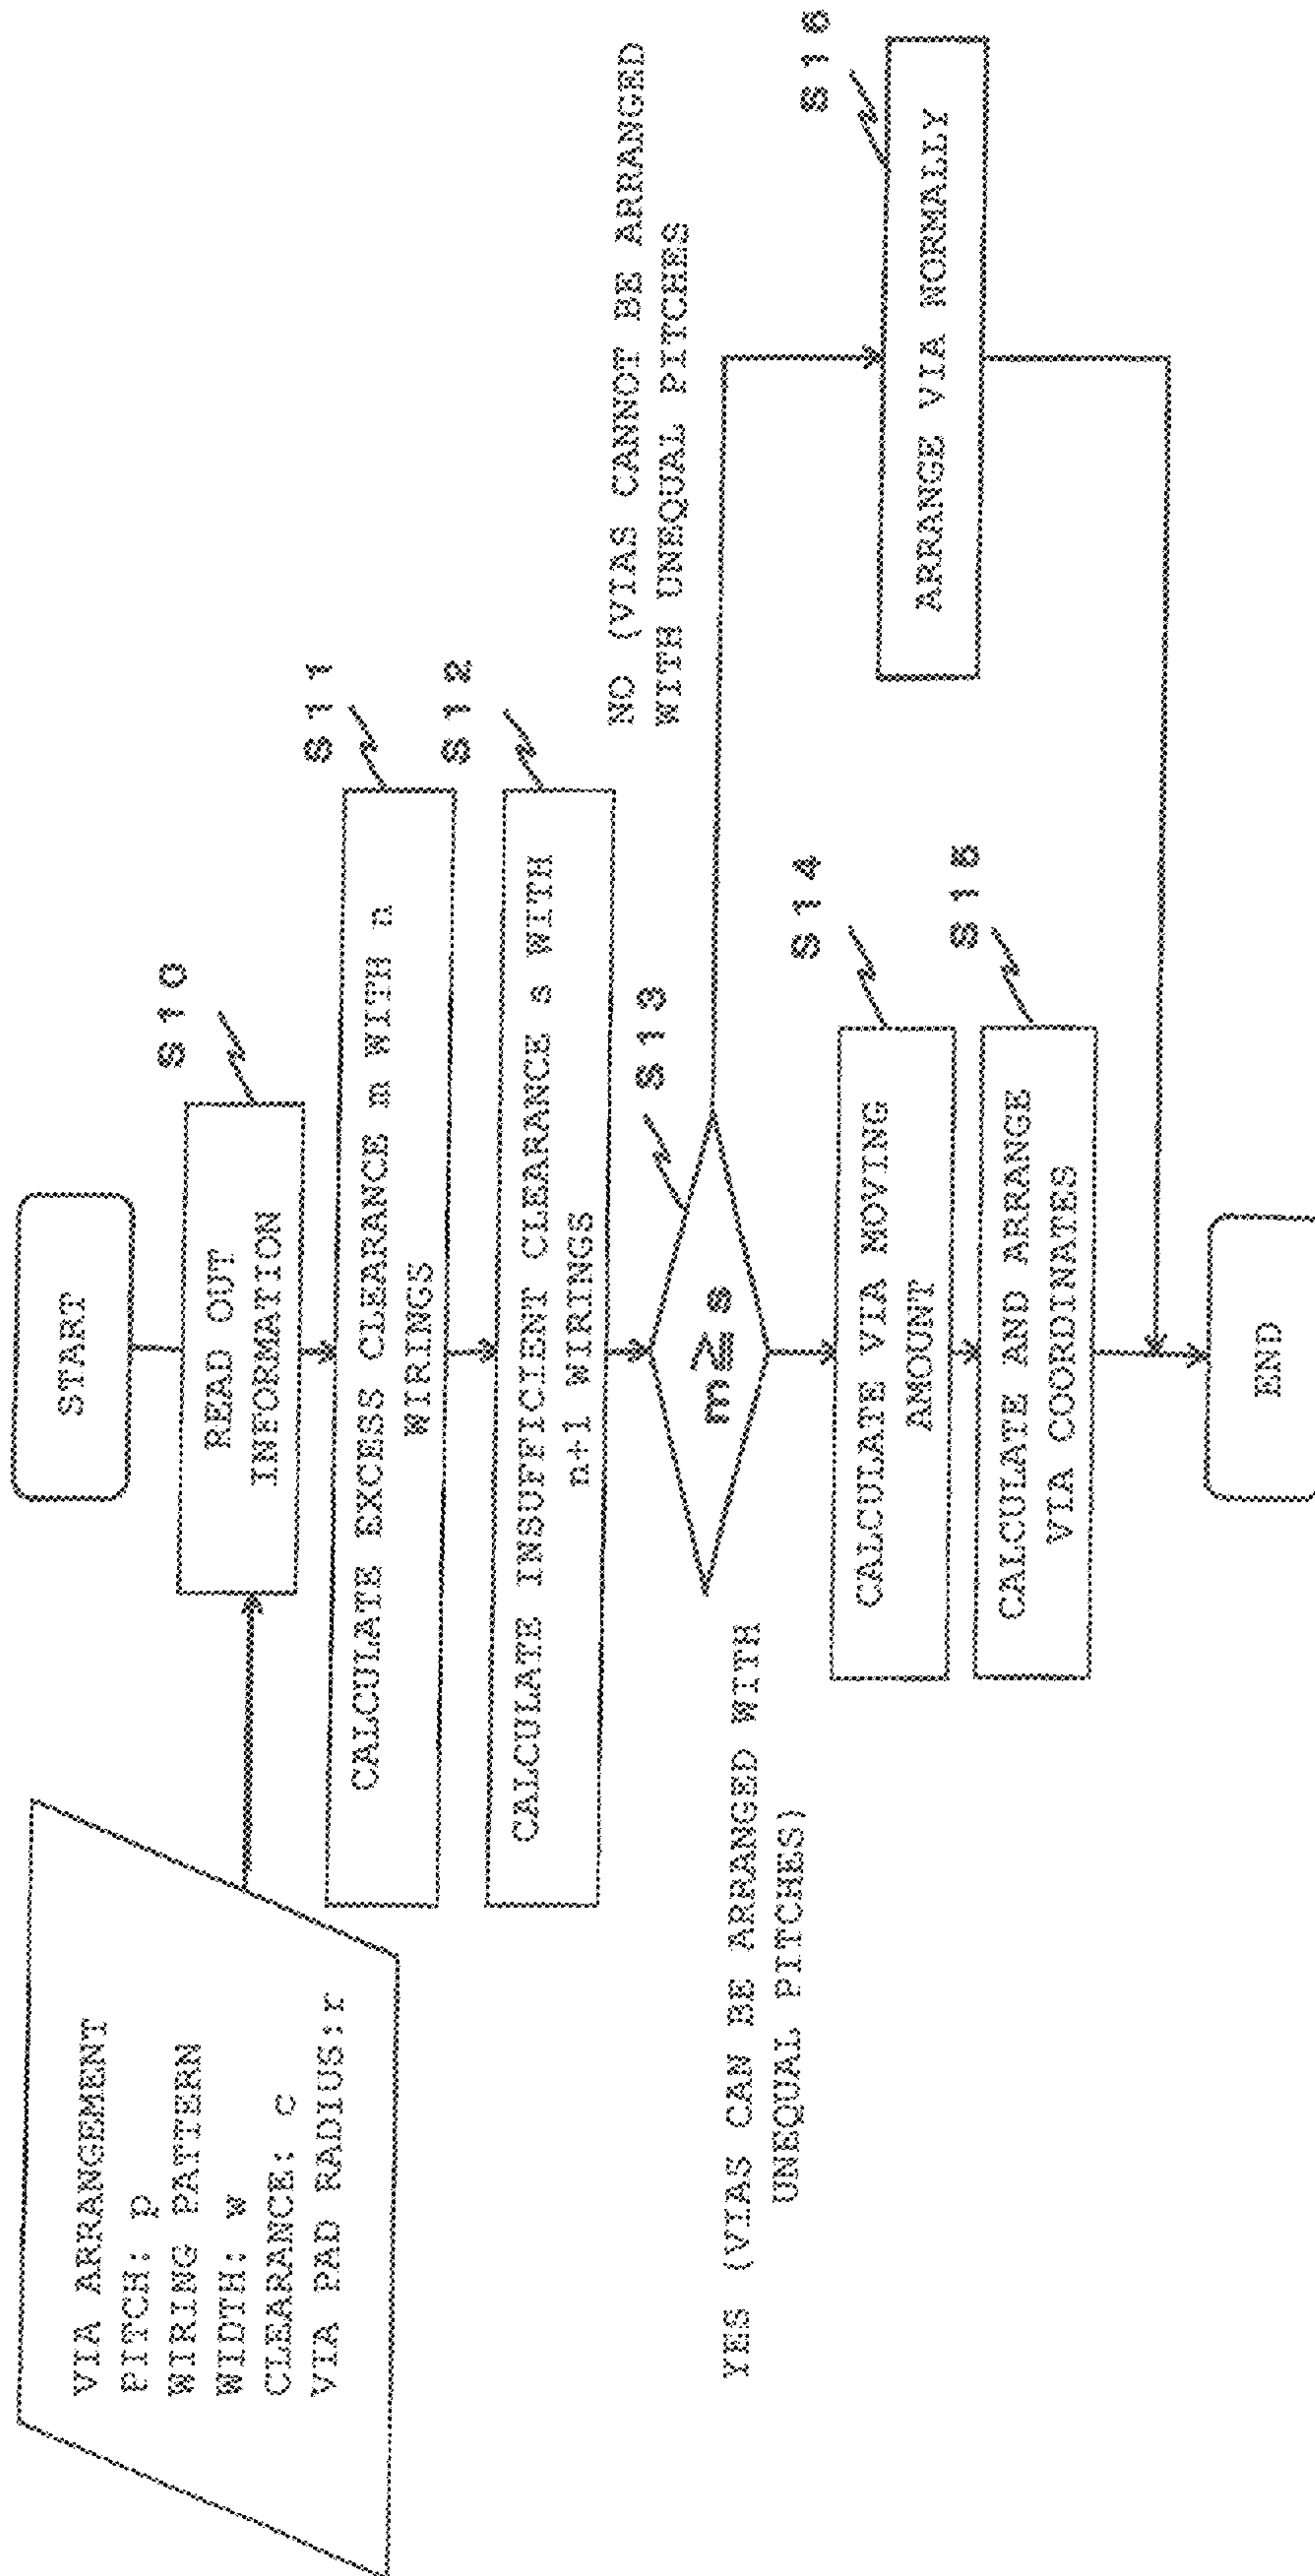 START
VIA ARRANGEMENT
PITCH: p
WIRING PATTERN
WIDTH: w
CLEARANCE: c
VIA PAD RADIUS:r
S10
READ OUT
INFORMATION
S11
CALCULATE EXCESS CLEARANCE m WITH n
WIRINGS
S12
CALCULATE INSUFFICIENT CLEARANCE s WITH
n+1 WIRINGS
S13
m≧s
NO (VIAS CANNOT BE ARRANGED
WITH UNEQUAL PITCHES
YES (VIAS CAN BE ARRANGED WITH
UNEQUAL PITCHES)
S14
CALCULATE VIA MOVING
AMOUNT
S15
CALCULATE AND ARRANGE
VIA COORDINATES
S16
ARRANGE VIA NORMALLY
END